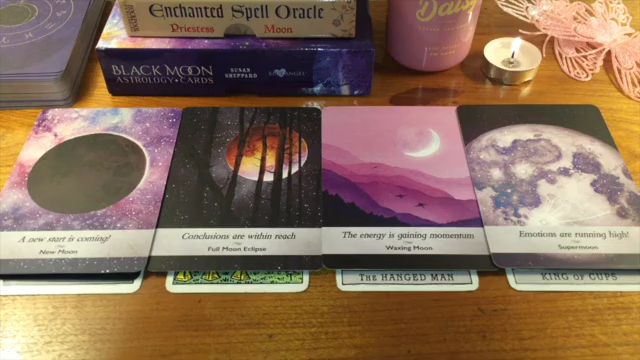 Enchanted Spell Oracle
Priestess Moon
BLACK MOON
ASTROLOGY CARDS
SUSAN
SHEPPARD
Daisy
A new start is coming!
New Moon
Conclusions are within reach
Full Moon Eclipse
The energy is gaining momentum
Waxing Moon
Emotions are running high!
Supermoon
THE HANGED MAN
KING OF CUPS